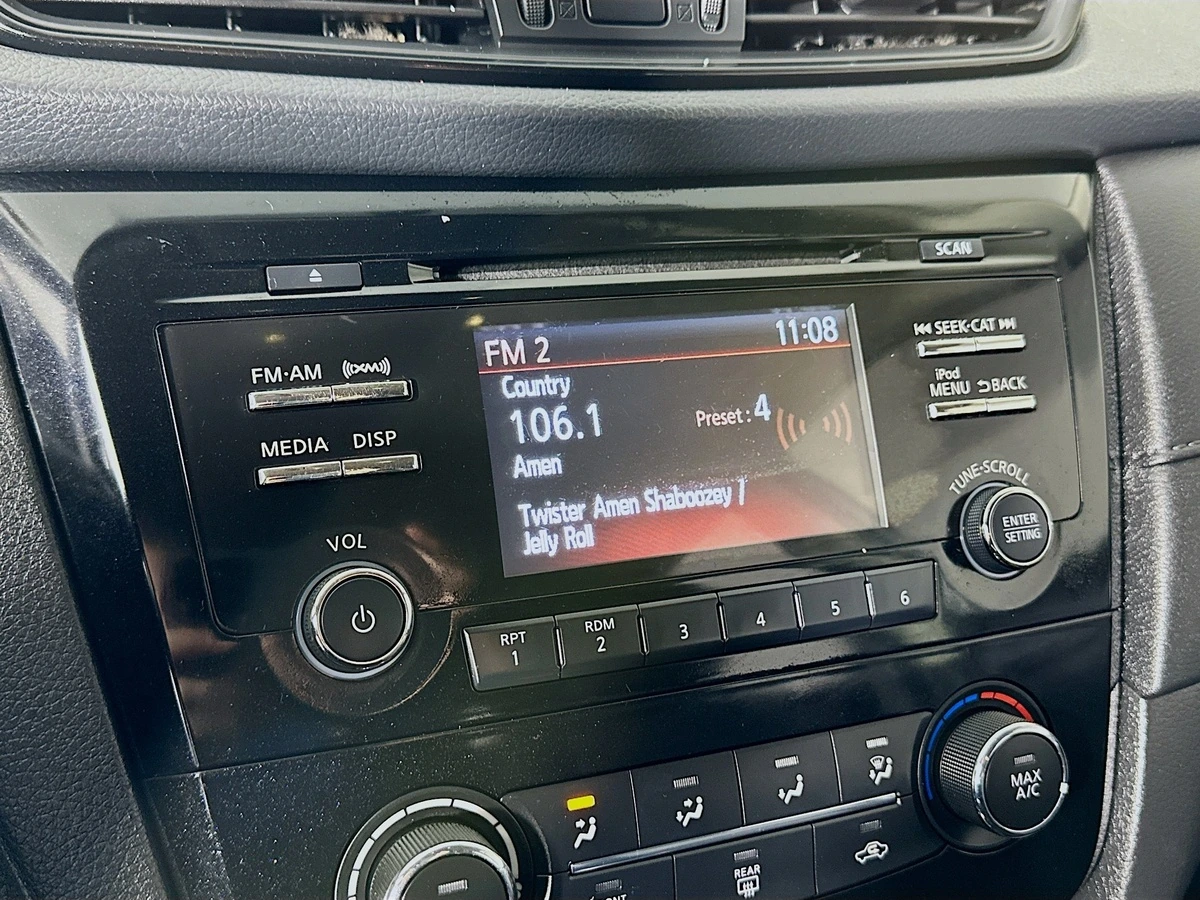 SCAN
FM·AM
XM
MEDIA
DISP
VOL
FM 2
11:08
Country
106.1
Preset : 4
Amen
Twister Amen Shaboozey /
Jelly Roll
SEEK·CAT
iPod
MENU
BACK
TUNE·SCROLL
ENTER
SETTING
RPT
1
RDM
2
3
4
5
6
MAX
A/C
REAR